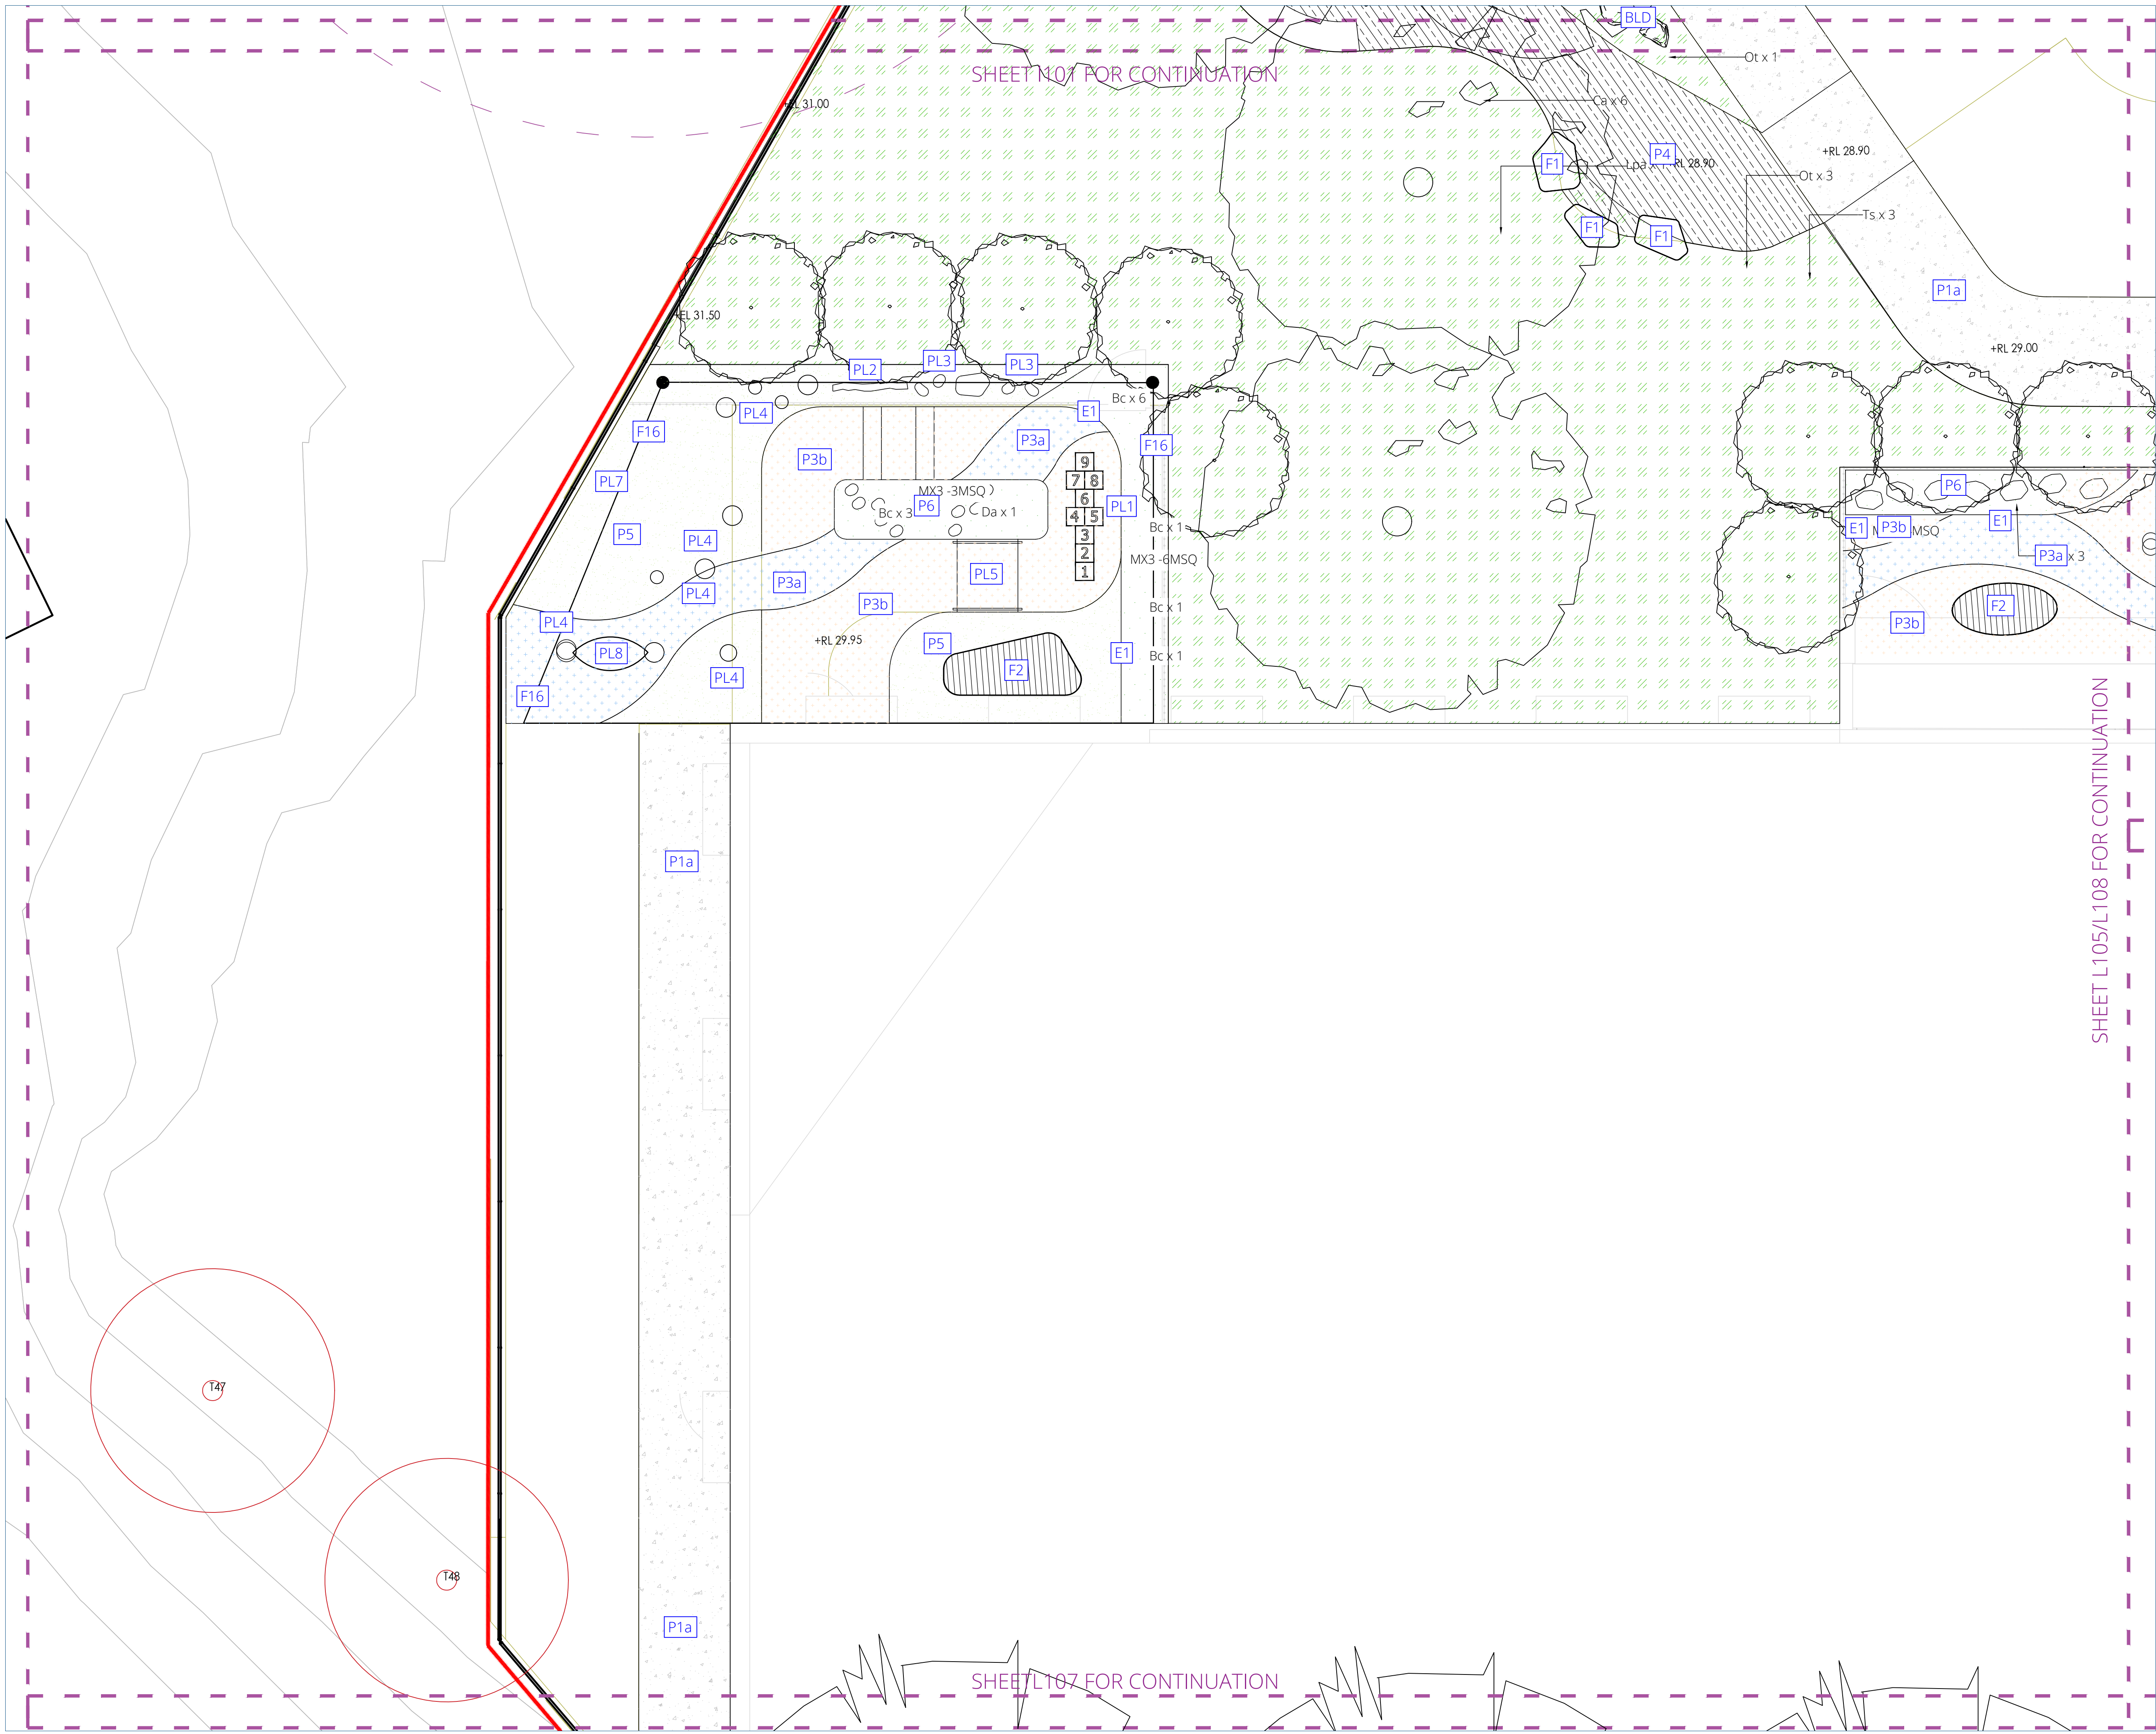 BLD
Ot x 1
SHEET l101 FOR CONTINUATION
Ca x 6
+RL 31.00
P4
+RL 28.90
F1
Lpa x
RL 28.90
Ot x 3
Ts x 3
F1
F1
P1a
31.50
+RL 29.00
PL2
PL3
PL3
Bc x 6
PL4
E1
F16
P3a
F16
P3b
9
7 8
PL7
MX3 -3MSQ
6
P6
Bc x 3
Da x 1
PL1
4 5
P6
E1
P3b
MSQ
E1
Bc x 1
P5
3
PL4
2
MX3 -6MSQ
P3a
x 3
1
PL5
P3a
PL4
P3b
Bc x 1
F2
PL4
P3b
+RL 29.95
P5
PL8
E1
Bc x 1
F2
PL4
F16
SHEET L105/L108 FOR CONTINUATION
P1a
T47
T48
P1a
SHEETL107 FOR CONTINUATION